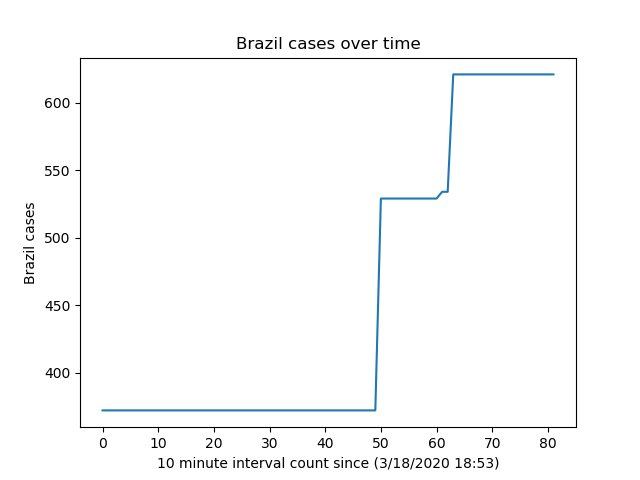 Brazil cases over time
600
550
500
450
400
Brazil cases
0 10 20 30 40 50 60 70 80
10 minute interval count since (3/18/2020 18:53)